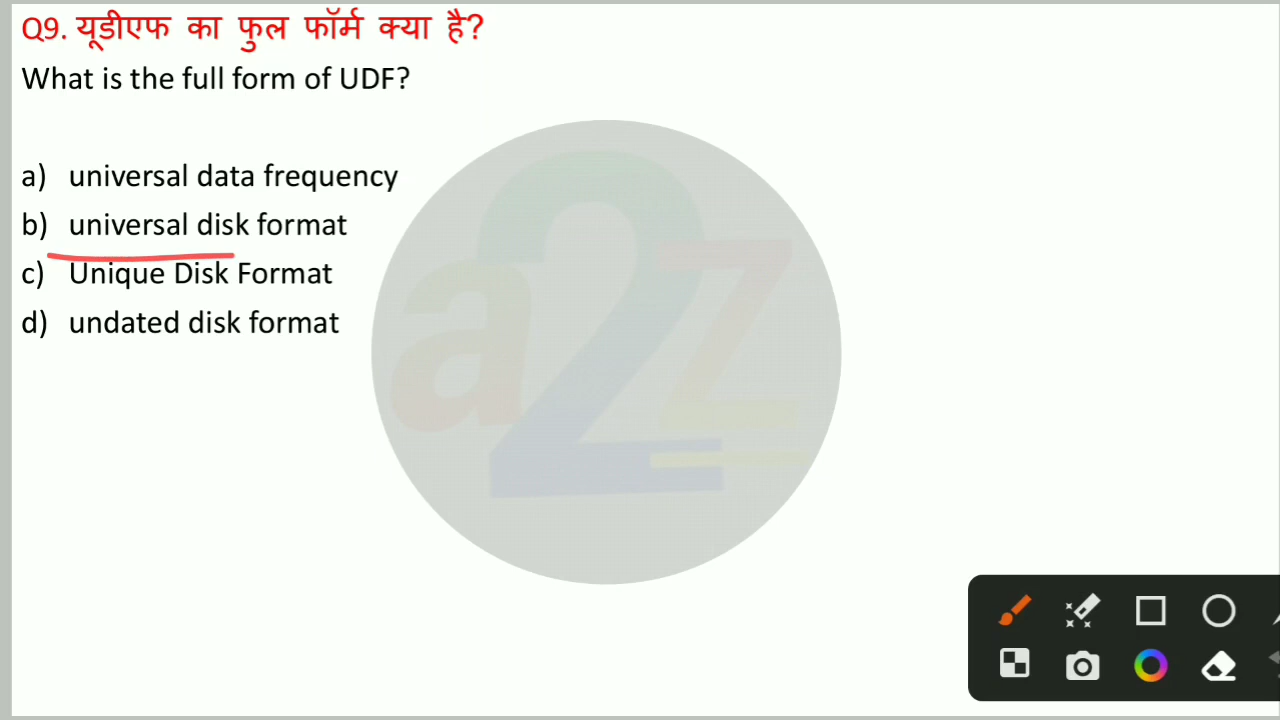 Q9. यूडीएफ का फुल फॉर्म क्या है?
What is the full form of UDF?
a) universal data frequency
b) universal disk format
c) Unique Disk Format
d) undated disk format
a2z